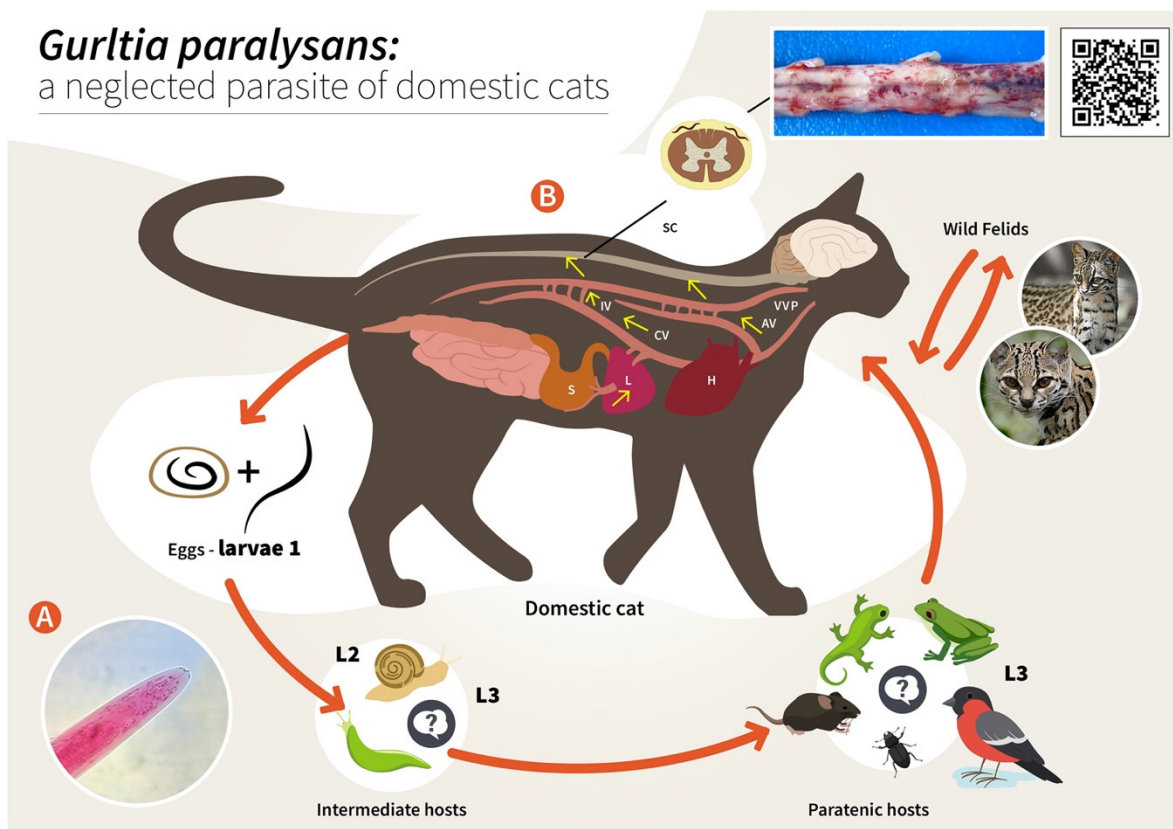 Gurltia paralysans:
a neglected parasite of domestic cats
B
SC
Wild Felids
IV
VVP
CV
AV
S
L
H
+
Eggs - larvae 1
Domestic cat
A
L2
L3
?
L3
?
Intermediate hosts
Paratenic hosts